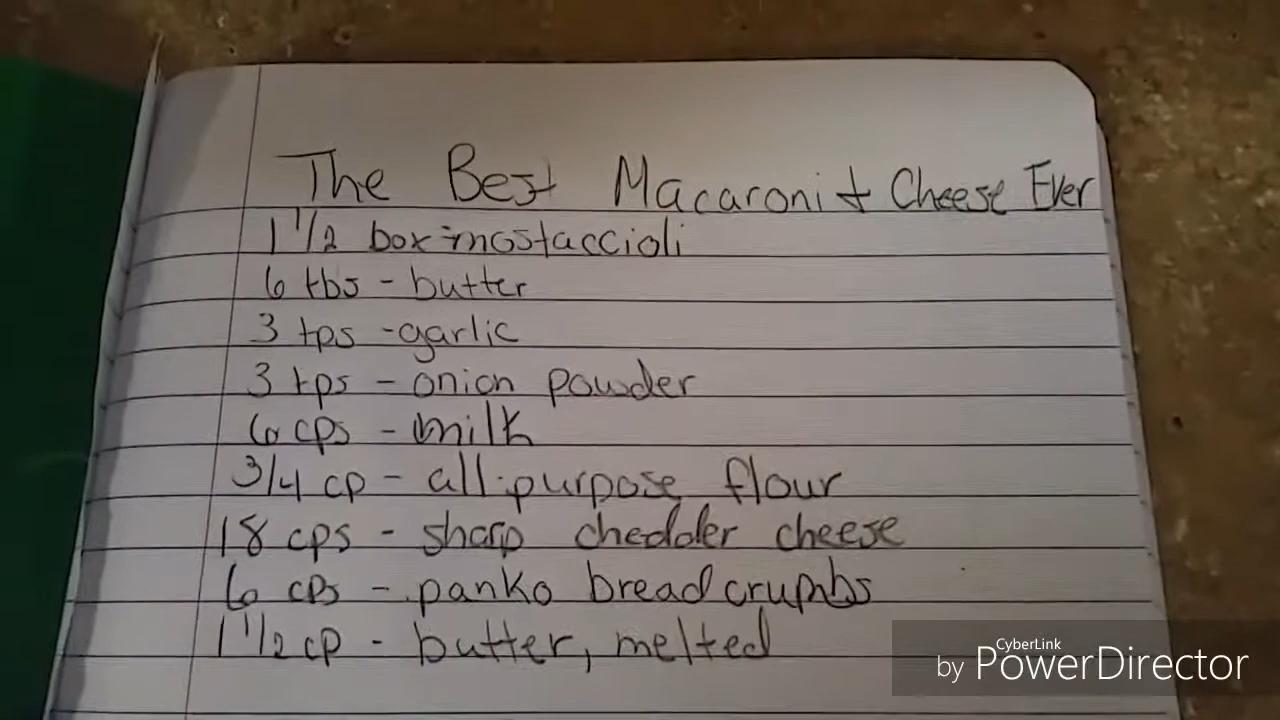 The Best Macaroni & Cheese Ever
1 1/2 box - mostaccioli
6 tbs - butter
3 tps - garlic
3 tps - onion powder
6 cps - milk
3/4 cp - all-purpose flour
18 cps - sharp chedder cheese
6 cps - panko bread crumbs
1 1/2 cp - butter, melted
CyberLink
by PowerDirector